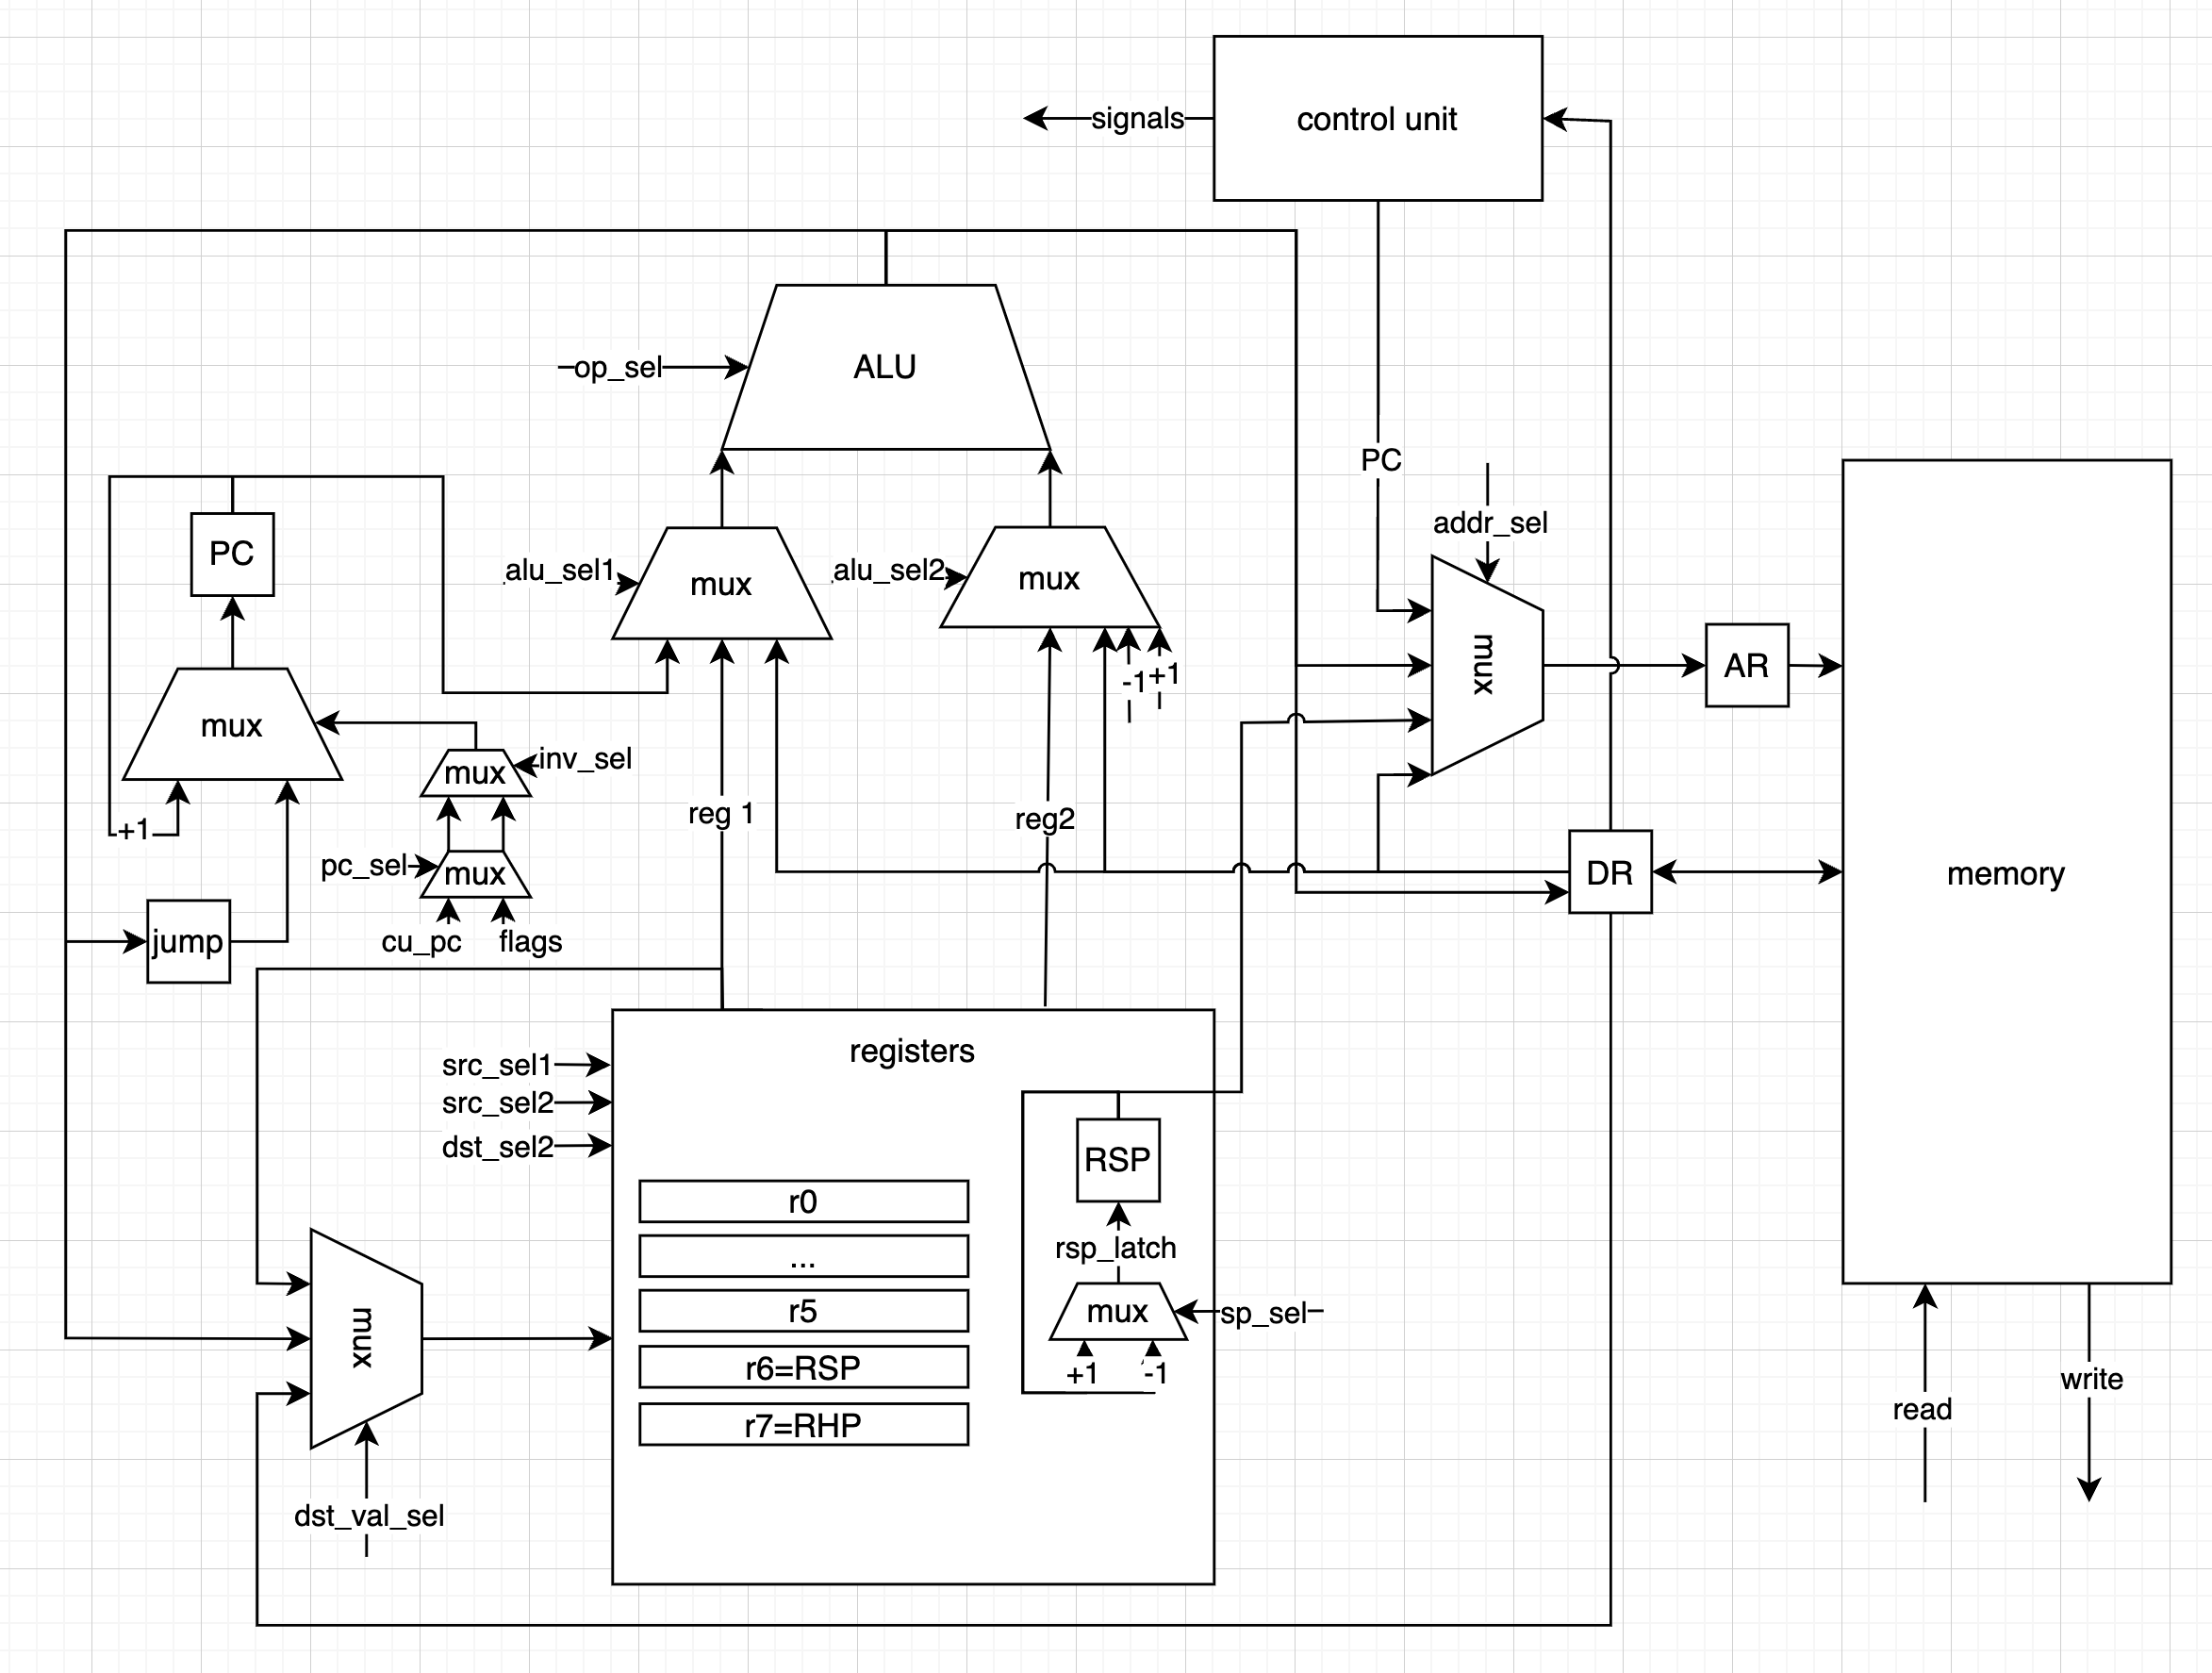 control unit
signals
op_sel
ALU
PC
addr_sel
PC
alu_sel1
mux
alu_sel2
mux
mux
AR
-1
+1
mux
inv_sel
mux
+1
reg 1
reg2
pc_sel
mux
DR
memory
jump
cu_pc
flags
registers
src_sel1
src_sel2
dst_sel2
RSP
r0
rsp_latch
...
mux
sp_sel
r5
mux
+1
-1
r6=RSP
write
read
r7=RHP
dst_val_sel